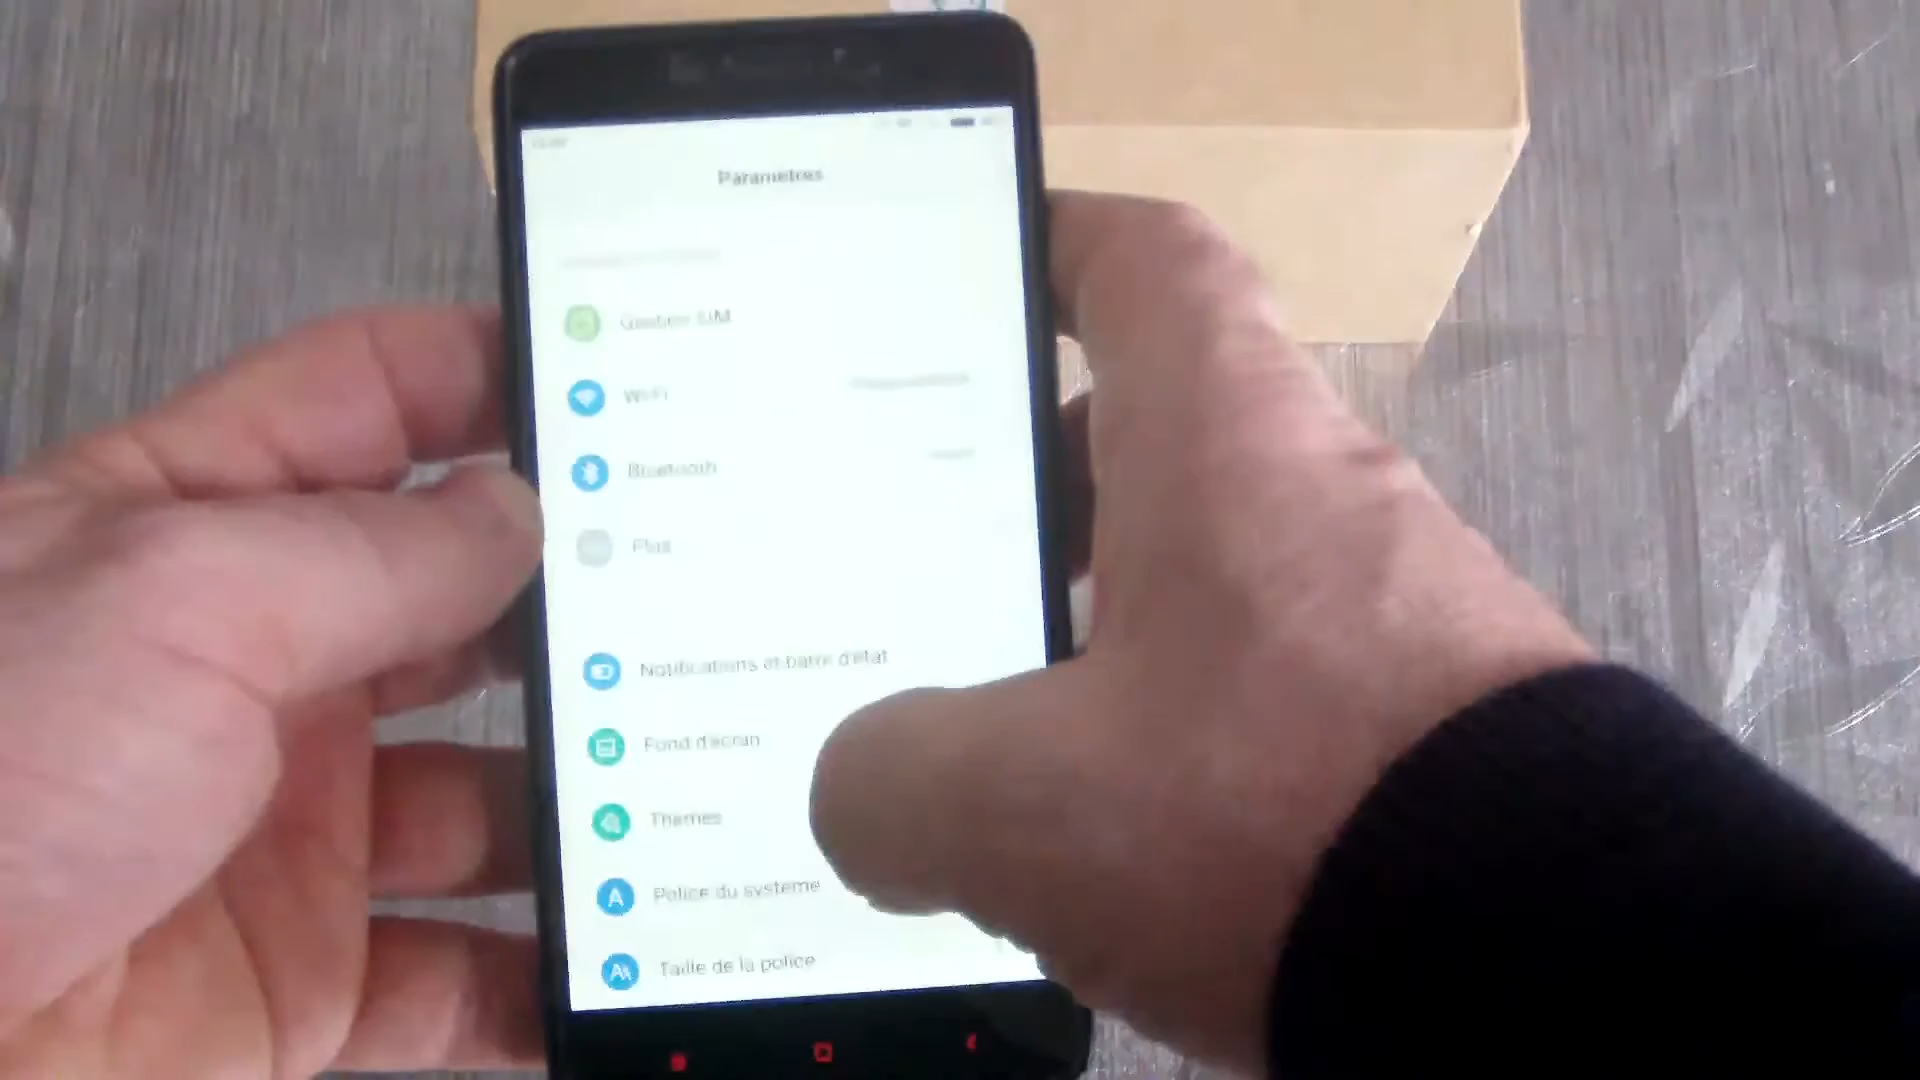 Paramètres
Gestion SIM
Wi-Fi
Bluetooth
Plus
Notifications et barre d'état
Fond d'écran
Thèmes
Police du système
Taille de la police